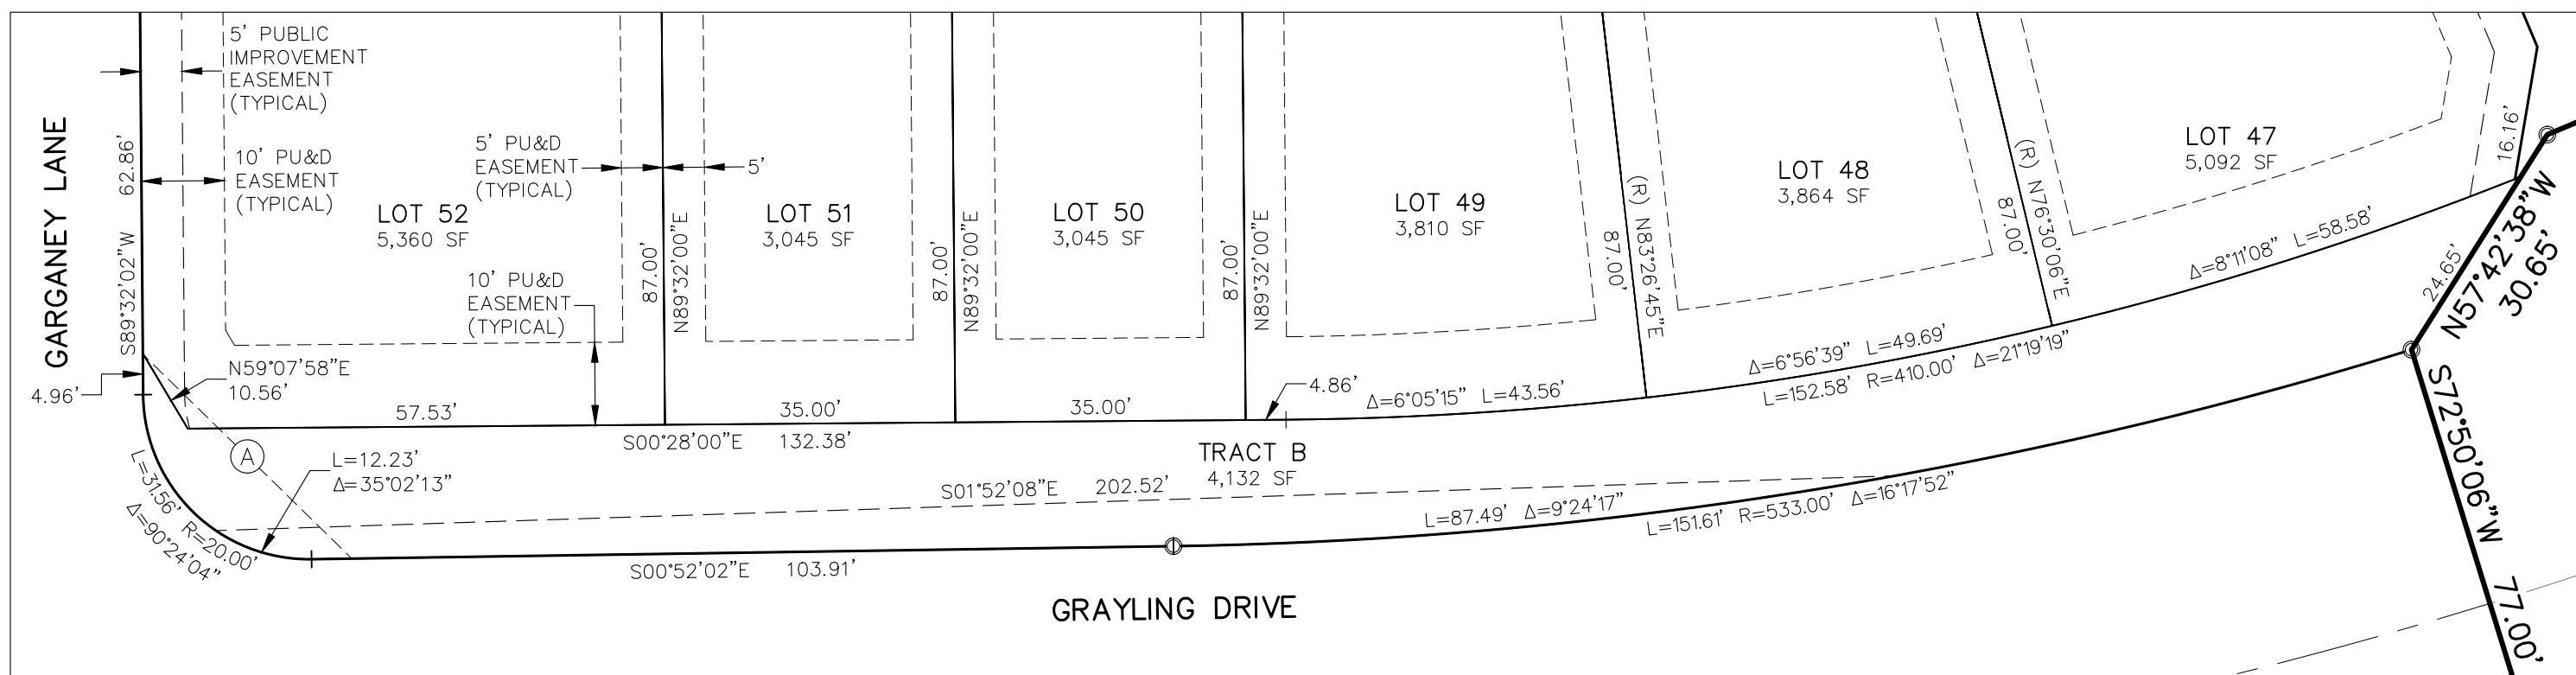 5' PUBLIC
IMPROVEMENT
EASEMENT
(TYPICAL)
GARGANEY LANE
62.86'
S89°32'02"W
10' PU&D
EASEMENT
(TYPICAL)
LOT 52
5,360 SF
5' PU&D
EASEMENT
(TYPICAL)
5'
10' PU&D
EASEMENT
(TYPICAL)
87.00'
N89°32'00"E
LOT 51
3,045 SF
87.00'
N89°32'00"E
LOT 50
3,045 SF
87.00'
N89°32'00"E
LOT 49
3,810 SF
87.00'
(R) N83°26'45"E
LOT 48
3,864 SF
87.00'
(R) N76°30'06"E
LOT 47
5,092 SF
16.16'
Δ=8°11'08" L=58.58'
24.65'
N57°42'38"W
30.65'
N59°07'58"E
10.56'
4.96'
57.53'
35.00'
35.00'
4.86'
Δ=6°05'15" L=43.56'
Δ=6°56'39" L=49.69'
L=152.58' R=410.00' Δ=21°19'19"
S00°28'00"E 132.38'
TRACT B
4,132 SF
A
L=12.23'
Δ=35°02'13"
L=31.56' R=20.00'
Δ=90°24'04"
S01°52'08"E 202.52'
L=87.49' Δ=9°24'17"
L=151.61' R=533.00' Δ=16°17'52"
S00°52'02"E 103.91'
GRAYLING DRIVE
S72°50'06"W 77.00'